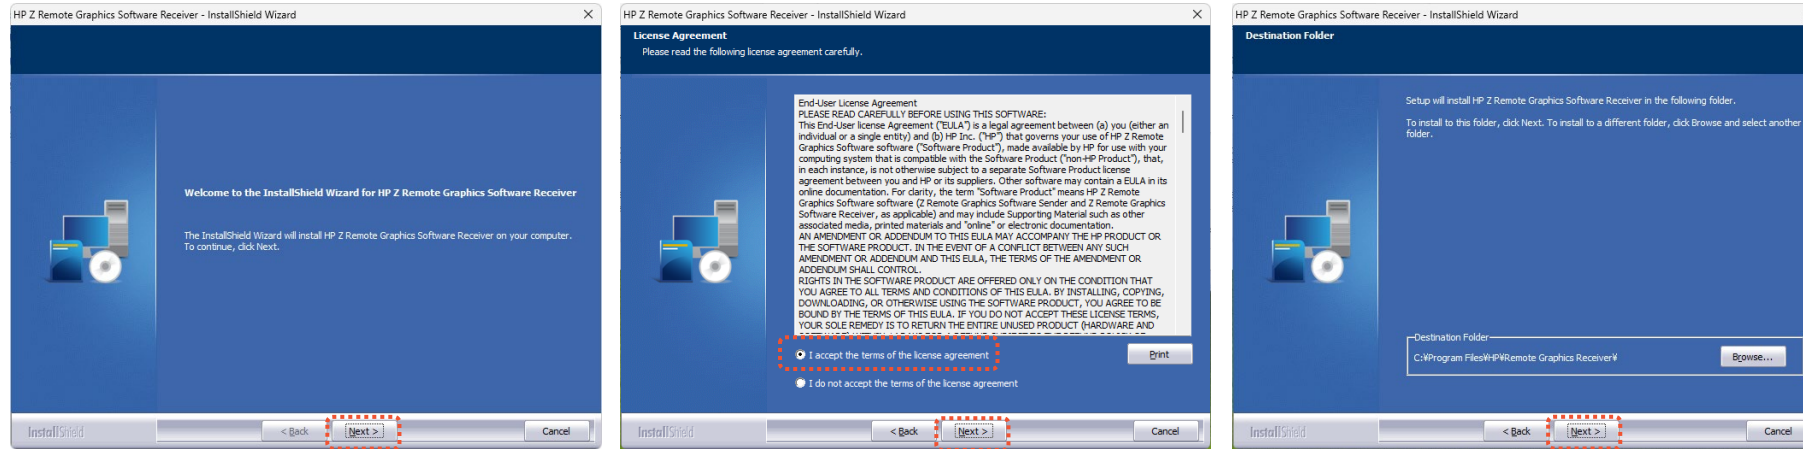 HP Z Remote Graphics Software Receiver - InstallShield Wizard
Welcome to the InstallShield Wizard for HP Z Remote Graphics Software Receiver
The InstallShield Wizard will install HP Z Remote Graphics Software Receiver on your computer.
To continue, click Next.
InstallShield
< Back
Next >
Cancel
HP Z Remote Graphics Software Receiver - InstallShield Wizard
License Agreement
Please read the following license agreement carefully.
End-User License Agreement
PLEASE READ CAREFULLY BEFORE USING THIS SOFTWARE:
This End-User license Agreement ("EULA") is a legal agreement between (a) you (either an
individual or a single entity) and (b) HP Inc. ("HP") that governs your use of HP Z Remote
Graphics Software software ("Software Product"), made available by HP for use with your
computing system that is compatible with the Software Product ("non-HP Product"), that,
in each instance, is not otherwise subject to a separate Software Product license
agreement between you and HP or its suppliers. Other software may contain a EULA in its
online documentation. For clarity, the term "Software Product" means HP Z Remote
Graphics Software software (Z Remote Graphics Software Sender and Z Remote Graphics
Software Receiver, as applicable) and may include Supporting Material such as other
associated media, printed materials and "online" or electronic documentation.
AN AMENDMENT OR ADDENDUM TO THIS EULA MAY ACCOMPANY THE HP PRODUCT OR
THE SOFTWARE PRODUCT. IN THE EVENT OF A CONFLICT BETWEEN ANY SUCH
AMENDMENT OR ADDENDUM AND THIS EULA, THE TERMS OF THE AMENDMENT OR
ADDENDUM SHALL CONTROL.
RIGHTS IN THE SOFTWARE PRODUCT ARE OFFERED ONLY ON THE CONDITION THAT
YOU AGREE TO ALL TERMS AND CONDITIONS OF THIS EULA. BY INSTALLING, COPYING,
DOWNLOADING, OR OTHERWISE USING THE SOFTWARE PRODUCT, YOU AGREE TO BE
BOUND BY THE TERMS OF THIS EULA. IF YOU DO NOT ACCEPT THESE LICENSE TERMS,
YOUR SOLE REMEDY IS TO RETURN THE ENTIRE UNUSED PRODUCT (HARDWARE AND
I accept the terms of the license agreement
Print
I do not accept the terms of the license agreement
InstallShield
< Back
Next >
Cancel
HP Z Remote Graphics Software Receiver - InstallShield Wizard
Destination Folder
Setup will install HP Z Remote Graphics Software Receiver in the following folder.
To install to this folder, click Next. To install to a different folder, click Browse and select another
folder.
Destination Folder
C:¥Program Files¥HP¥Remote Graphics Receiver¥
Browse...
InstallShield
< Back
Next >
Cancel